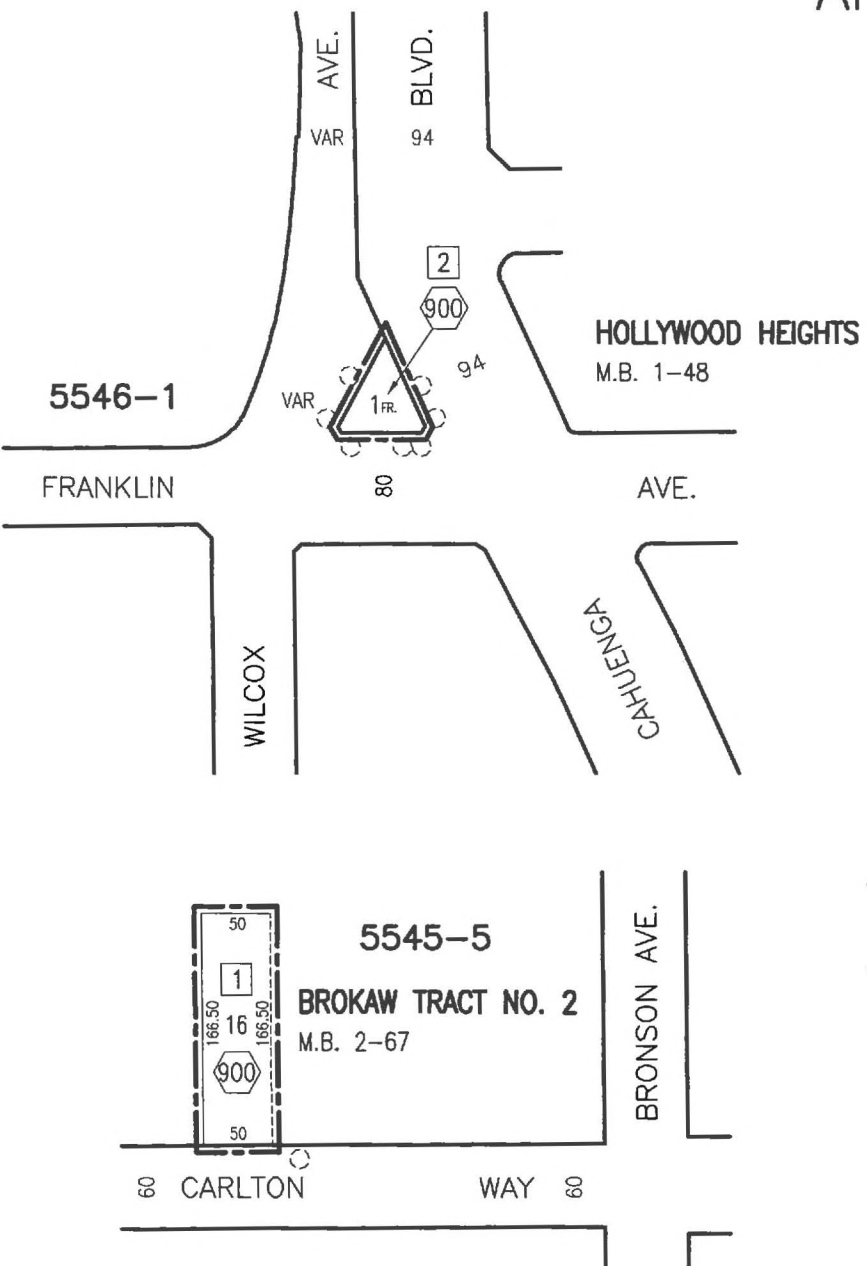 AVE.
BLVD.
VAR
94
2
900
HOLLYWOOD HEIGHTS
M.B. 1-48
94
5546-1
VAR
1 FR.
FRANKLIN
80
AVE.
WILCOX
CAHUENGA
50
5545-5
1
BROKAW TRACT NO. 2
M.B. 2-67
166.50
16
166.50
900
50
BRONSON AVE.
60
CARLTON
WAY
60